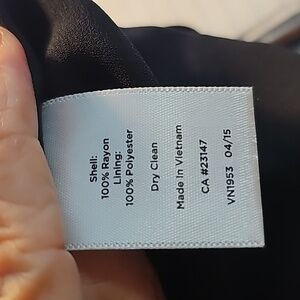 Shell:
100% Rayon
Lining:
100% Polyester
Dry Clean
Made in Vietnam
CA #23147
VN1953 04/15